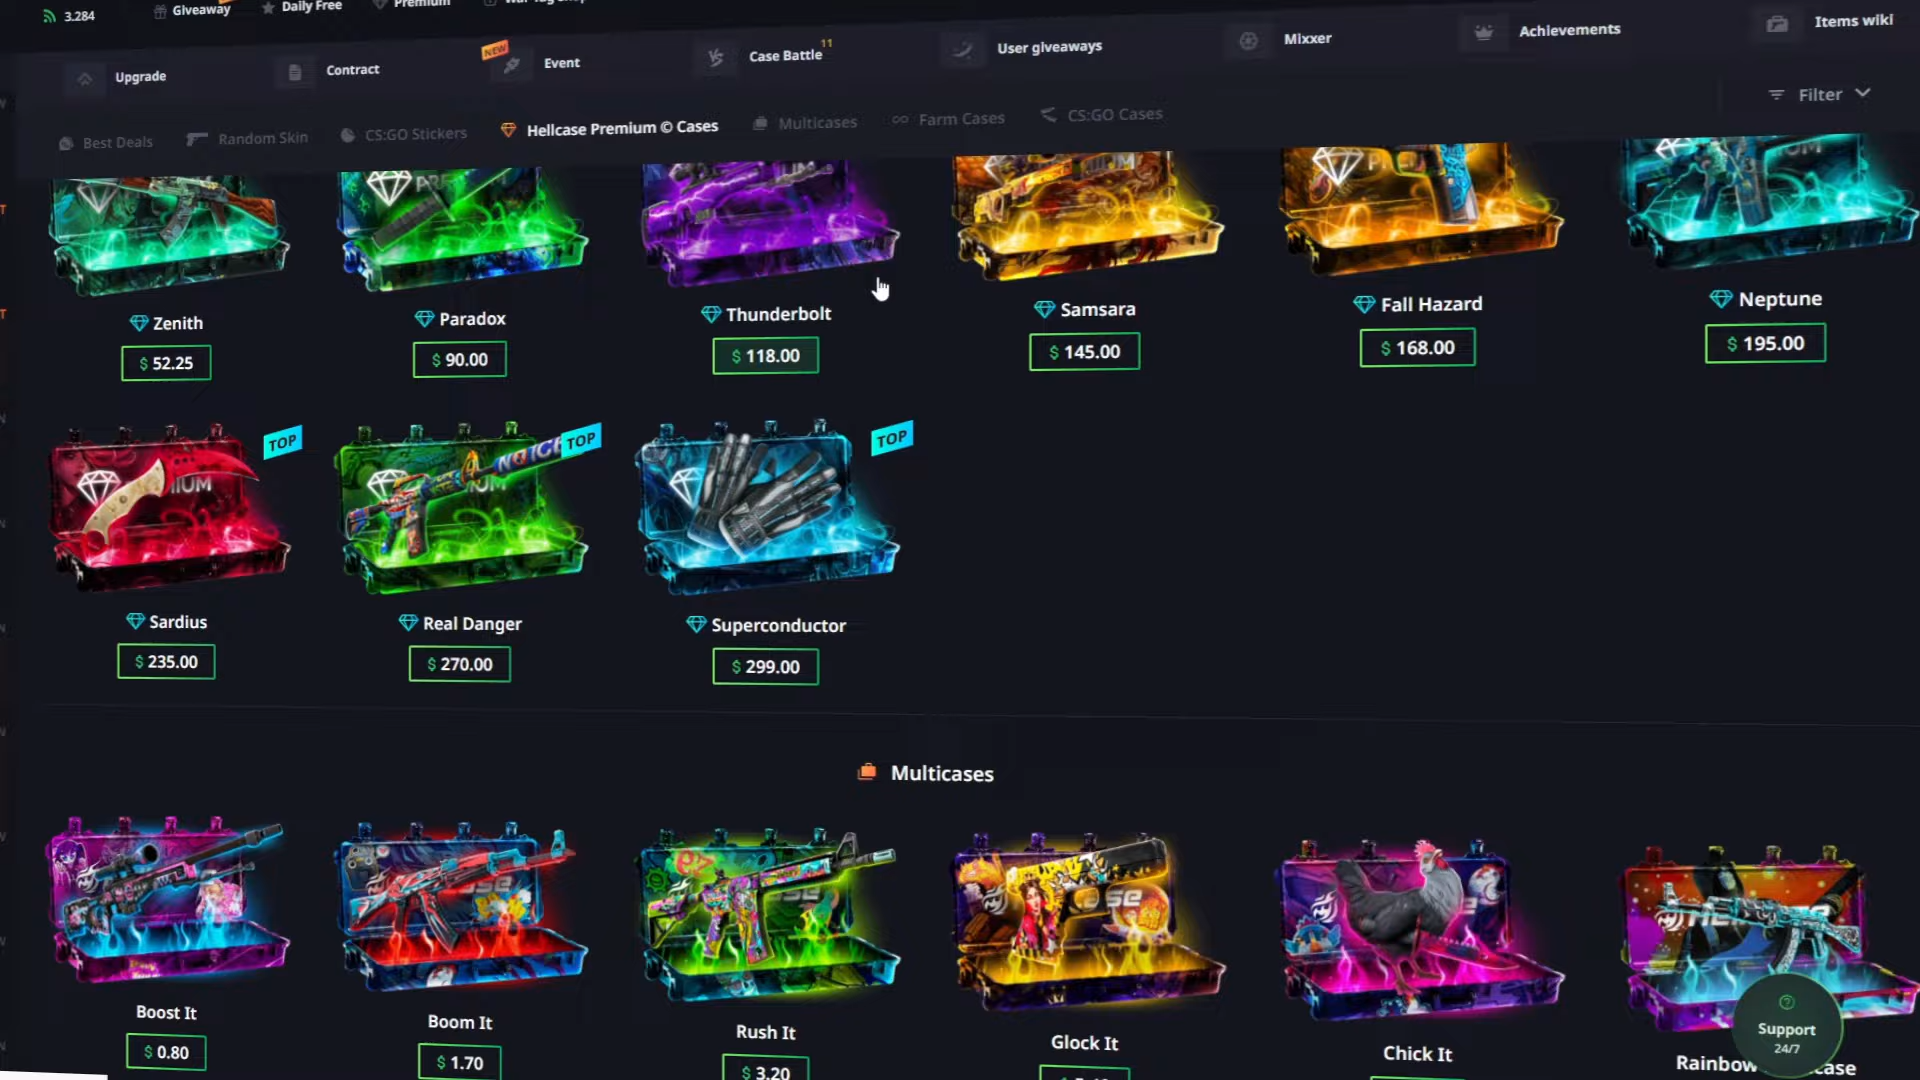 3.284
Giveaway
Daily Free
Premium
Upgrade
Contract
NEW
Event
Case Battle
11
User giveaways
Mixxer
Achievements
Items wiki
Best Deals
Random Skin
CS:GO Stickers
Hellcase Premium © Cases
Multicases
Farm Cases
CS:GO Cases
Filter
Zenith
Paradox
Thunderbolt
Samsara
Fall Hazard
Neptune
$ 52.25
$ 90.00
$ 118.00
$ 145.00
$ 168.00
$ 195.00
TOP
TOP
TOP
Sardius
Real Danger
Superconductor
$ 235.00
$ 270.00
$ 299.00
Multicases
Boost It
Boom It
Rush It
Glock It
Chick It
Rainbow
$ 0.80
$ 1.70
$ 3.20
Support
24/7